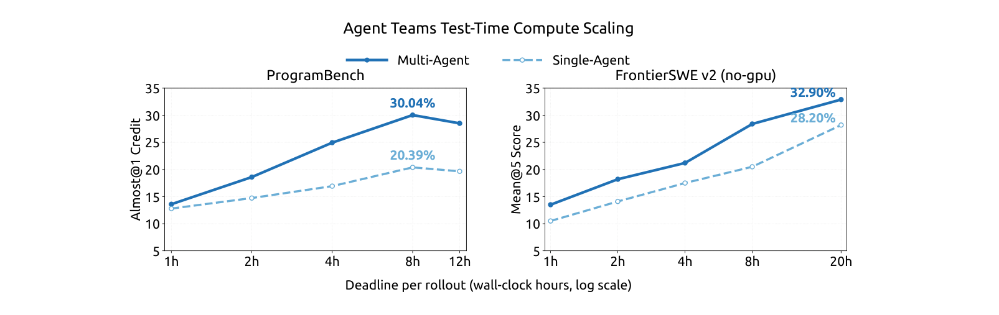 Agent Teams Test-Time Compute Scaling
Multi-Agent
Single-Agent
ProgramBench
Almost@1 Credit
35
30
25
20
15
10
5
30.04%
20.39%
1h
2h
4h
8h
12h
FrontierSWE v2 (no-gpu)
Mean@5 Score
35
30
25
20
15
10
5
32.90%
28.20%
1h
2h
4h
8h
20h
Deadline per rollout (wall-clock hours, log scale)